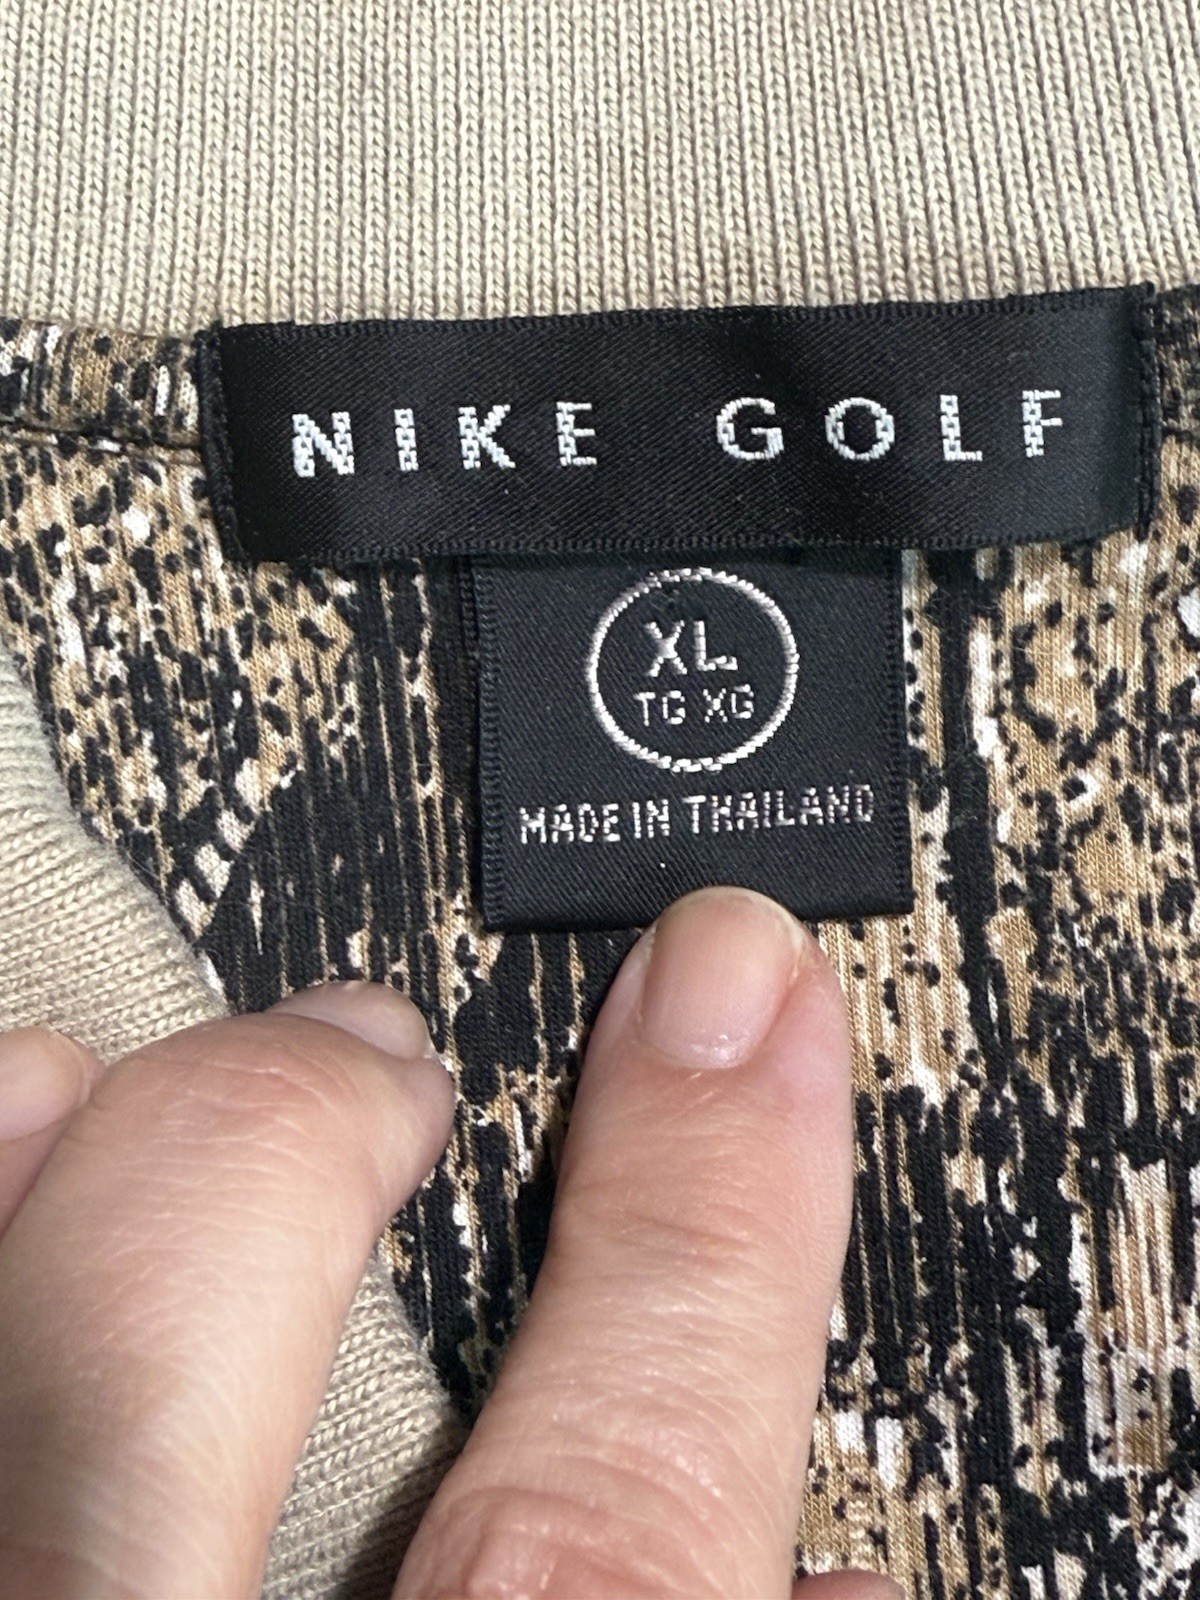 NIKE GOLF
XL
TG XG
MADE IN THAILAND